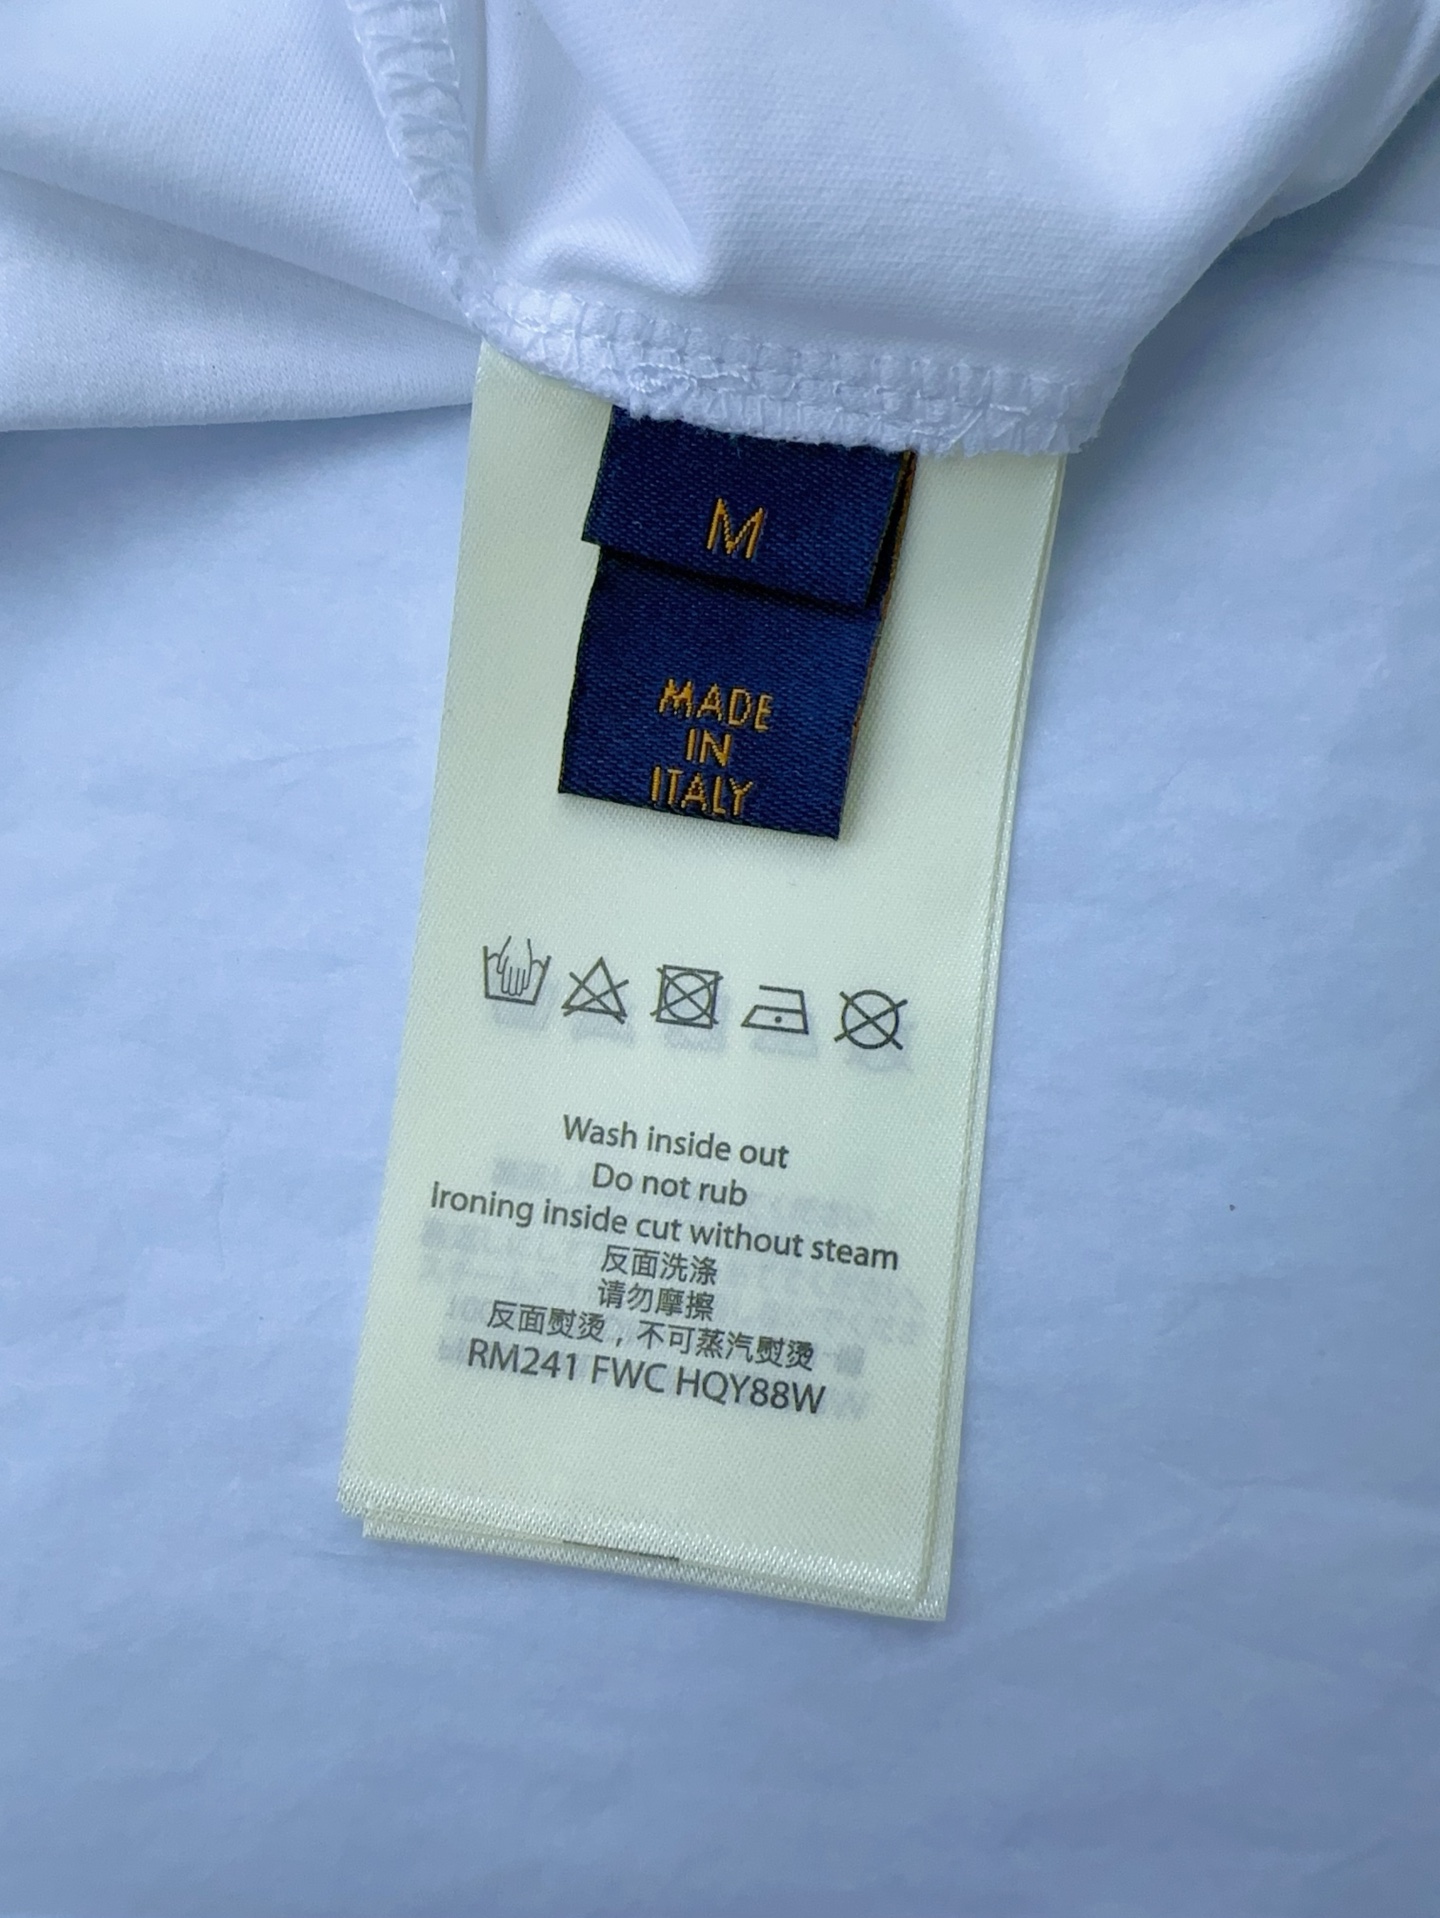 M
MADE
IN
ITALY
Wash inside out
Do not rub
Ironing inside cut without steam
反面洗涤
请勿摩擦
反面熨烫，不可蒸汽熨烫
RM241 FWC HQY88W